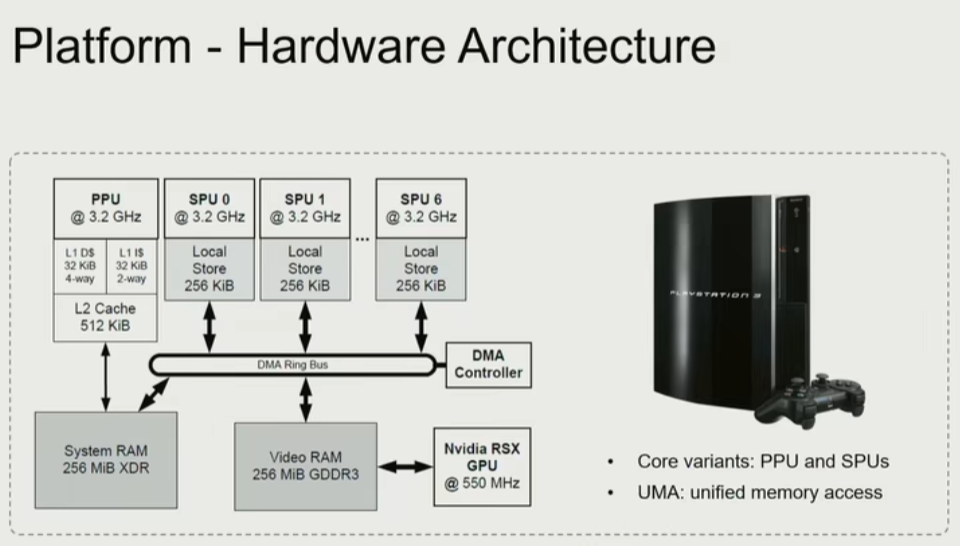 Platform - Hardware Architecture
PPU
@ 3.2 GHz
L1 D$
32 KiB
4-way
L1 I$
32 KiB
2-way
L2 Cache
512 KiB
SPU 0
@ 3.2 GHz
Local
Store
256 KiB
SPU 1
@ 3.2 GHz
Local
Store
256 KiB
...
SPU 6
@ 3.2 GHz
Local
Store
256 KiB
DMA Ring Bus
DMA
Controller
System RAM
256 MiB XDR
Video RAM
256 MiB GDDR3
Nvidia RSX
GPU
@ 550 MHz
PLAYSTATION 3
• Core variants: PPU and SPUs
• UMA: unified memory access